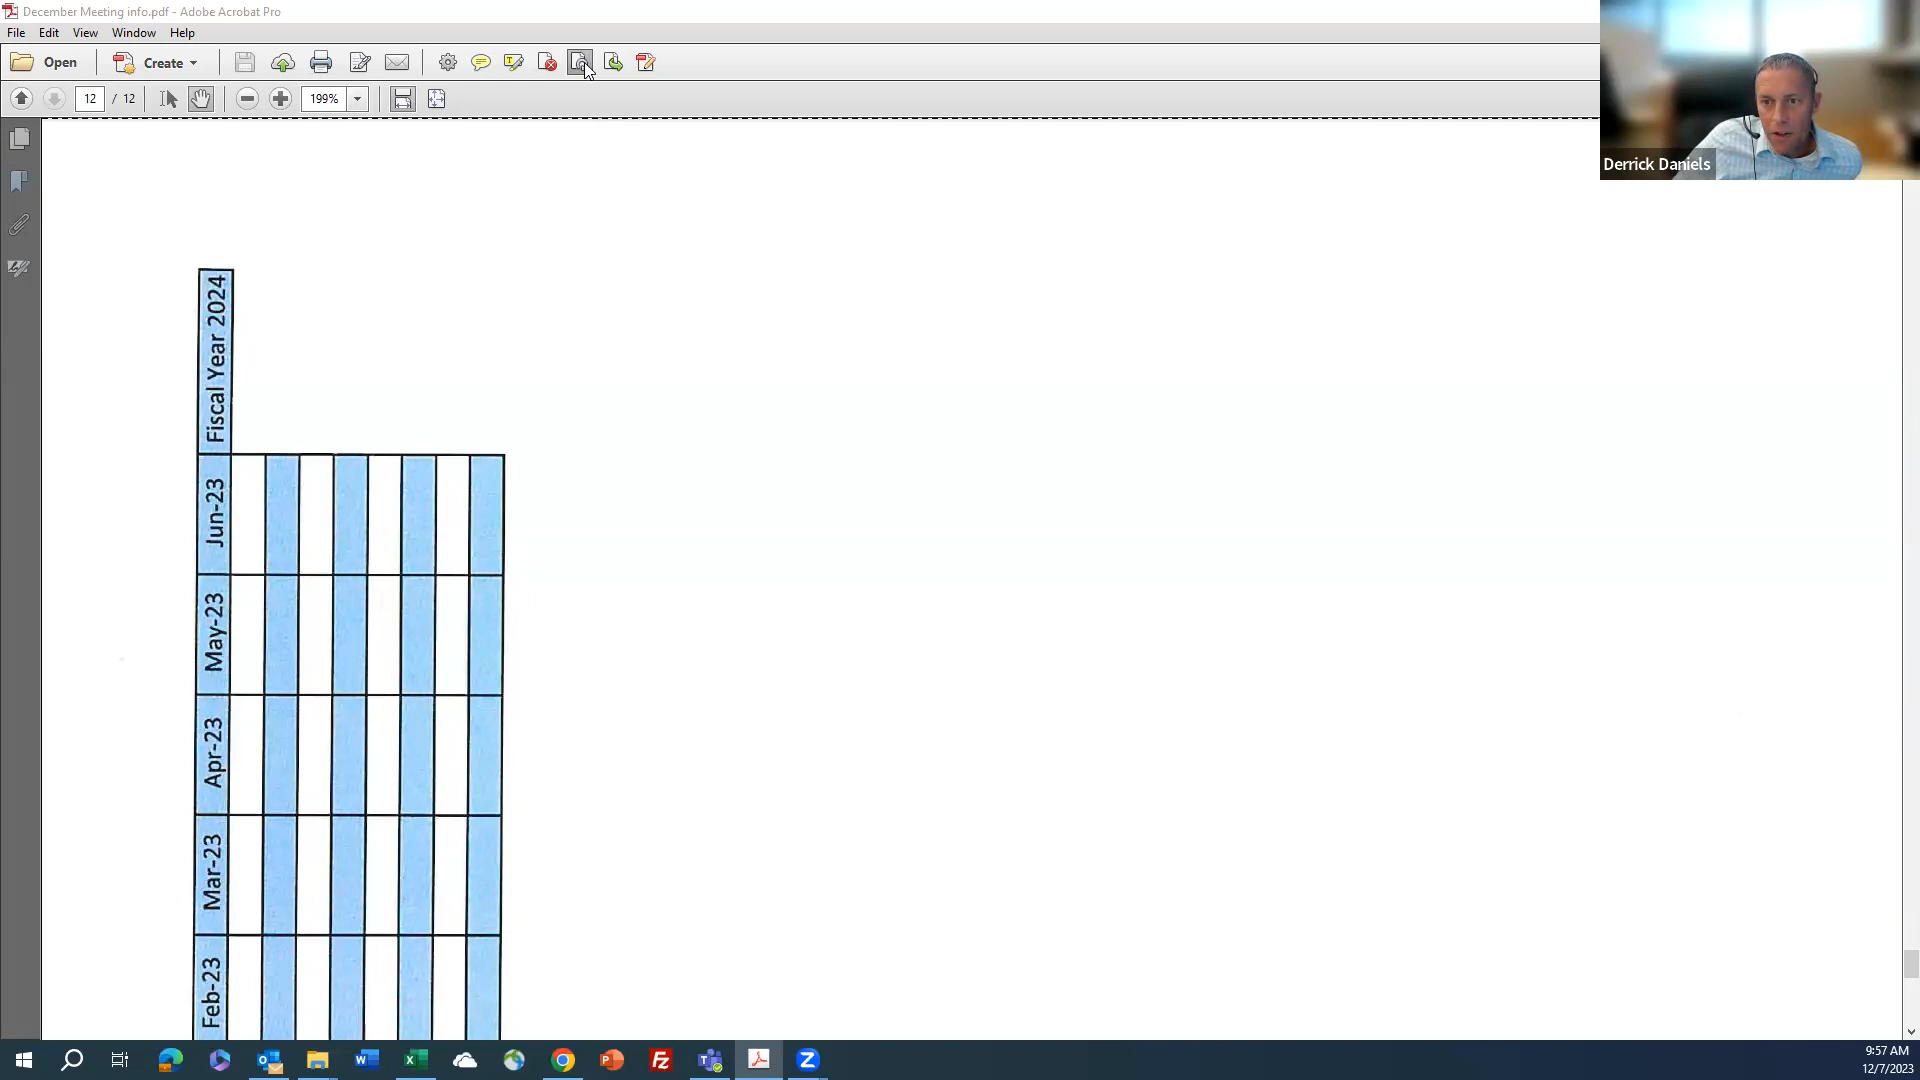 December Meeting info.pdf - Adobe Acrobat Pro
File Edit View Window Help
Open Create
12 / 12 199%
Derrick Daniels
Fiscal Year 2024
Jun-23
May-23
Apr-23
Mar-23
Feb-23
9:57 AM
12/7/2023